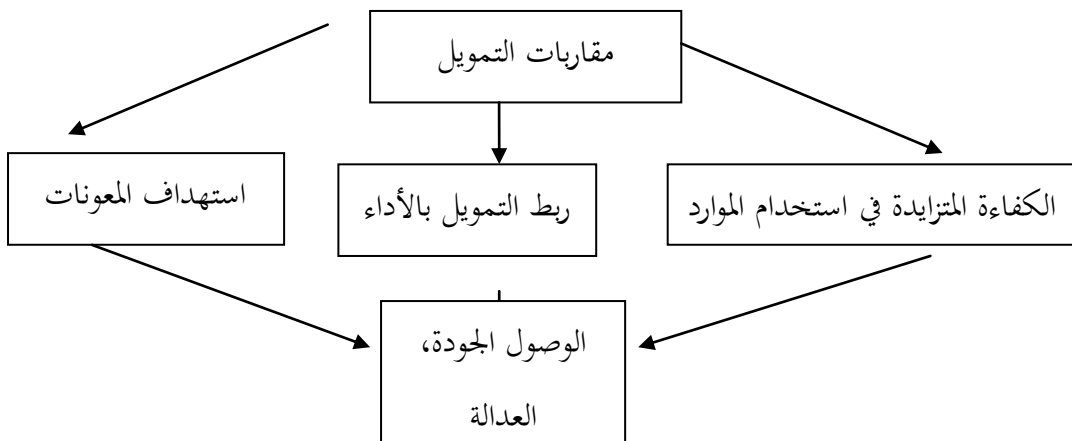 مقاربات التمويل
الكفاءة المتزايدة في استخدام الموارد
ربط التمويل بالأداء
استهداف المعونات
الوصول الجودة،
العدالة